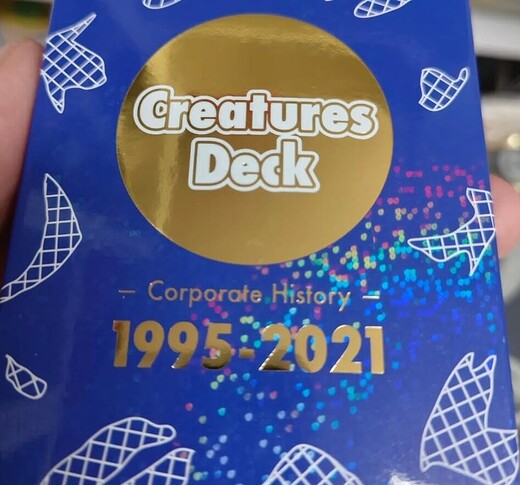 Creatures
Deck
— Corporate History —
1995-2021